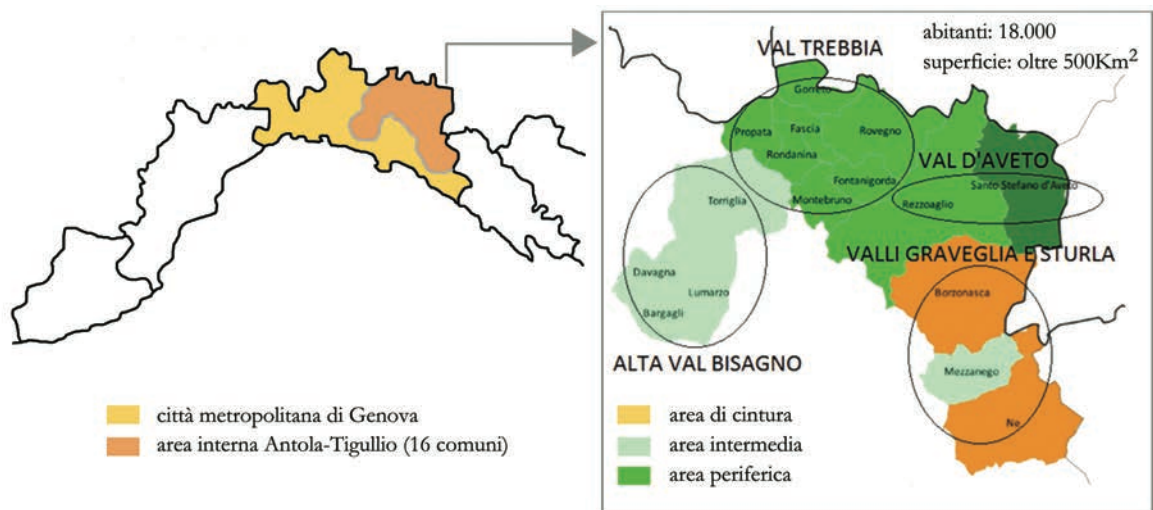 VAL TREBBIA
abitanti: 18.000
superficie: oltre 500Km²
Gorreto
Propata
Fascia
Rovegno
Rondanina
VAL D'AVETO
Fontanigorda
Santo Stefano d'Aveto
Torriglia
Montebruno
Rezzoaglio
VALLI GRAVEGLIA E STURLA
Davagna
Lumarzo
Borzonasca
Bargagli
ALTA VAL BISAGNO
Mezzanego
Ne
città metropolitana di Genova
area interna Antola-Tigullio (16 comuni)
area di cintura
area intermedia
area periferica